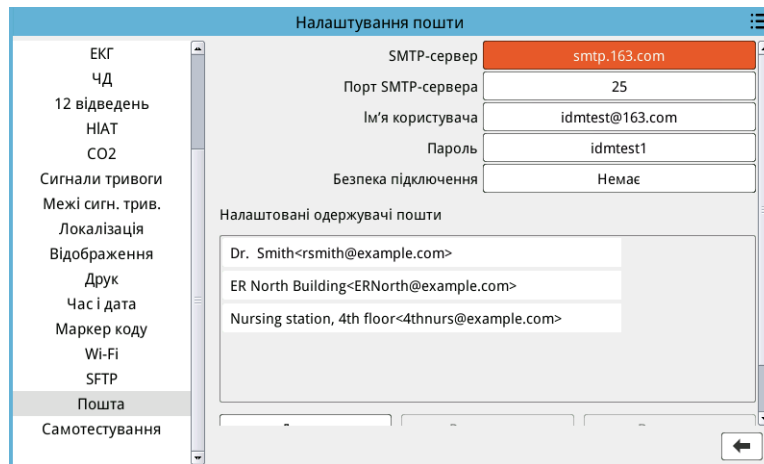 Налаштування пошти
ЕКГ
ЧД
12 відведень
НІАТ
CO2
Сигнали тривоги
Межі сигн. трив.
Локалізація
Відображення
Друк
Час і дата
Маркер коду
Wi-Fi
SFTP
Пошта
Самотестування
SMTP-сервер smtp.163.com
Порт SMTP-сервера 25
Ім’я користувача idmtest@163.com
Пароль idmtest1
Безпека підключення Немає
Налаштовані одержувачі пошти
Dr. Smith<rsmith@example.com>
ER North Building<ERNorth@example.com>
Nursing station, 4th floor<4thnurs@example.com>